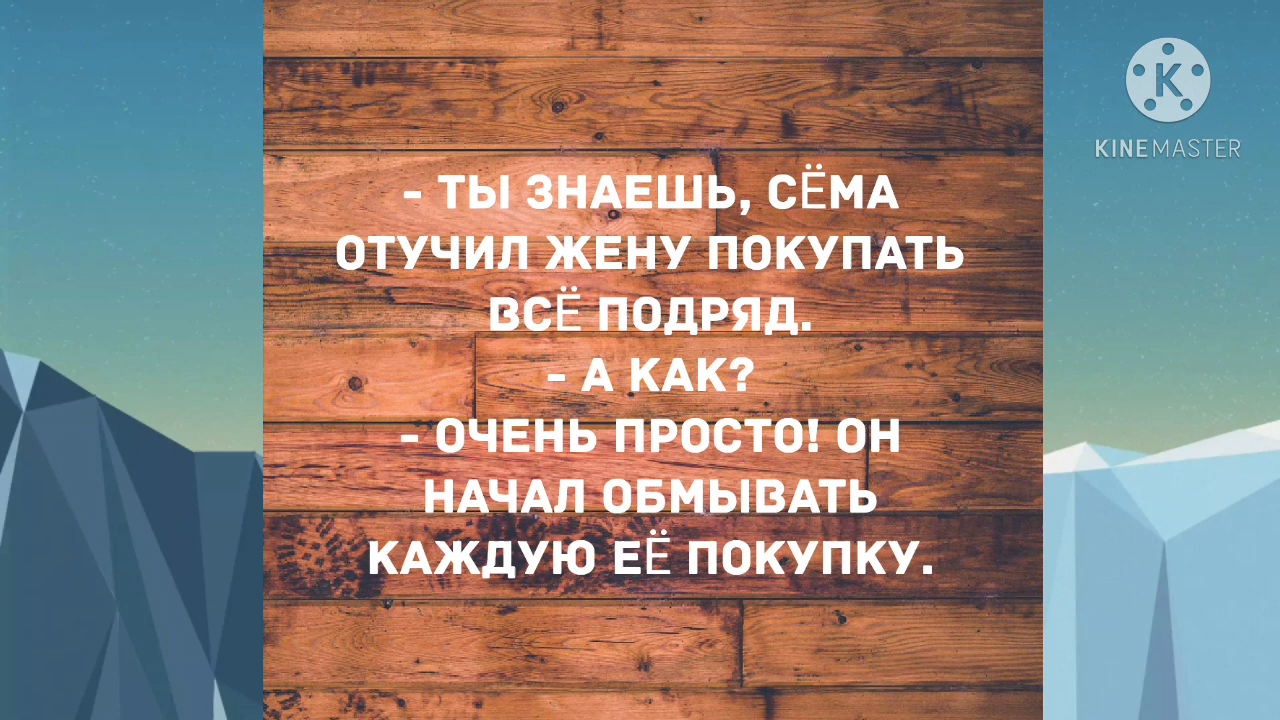 - ТЫ ЗНАЕШЬ, СЁМА
ОТУЧИЛ ЖЕНУ ПОКУПАТЬ
ВСЁ ПОДРЯД.
- А КАК?
- ОЧЕНЬ ПРОСТО! ОН
НАЧАЛ ОБМЫВАТЬ
КАЖДУЮ ЕЁ ПОКУПКУ.
K
KINEMASTER